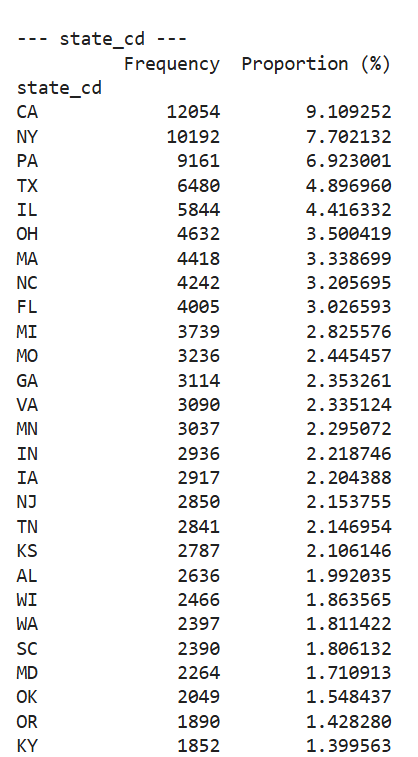 --- state_cd ---
          Frequency  Proportion (%)
state_cd
CA            12054        9.109252
NY            10192        7.702132
PA             9161        6.923001
TX             6480        4.896960
IL             5844        4.416332
OH             4632        3.500419
MA             4418        3.338699
NC             4242        3.205695
FL             4005        3.026593
MI             3739        2.825576
MO             3236        2.445457
GA             3114        2.353261
VA             3090        2.335124
MN             3037        2.295072
IN             2936        2.218746
IA             2917        2.204388
NJ             2850        2.153755
TN             2841        2.146954
KS             2787        2.106146
AL             2636        1.992035
WI             2466        1.863565
WA             2397        1.811422
SC             2390        1.806132
MD             2264        1.710913
OK             2049        1.548437
OR             1890        1.428280
KY             1852        1.399563